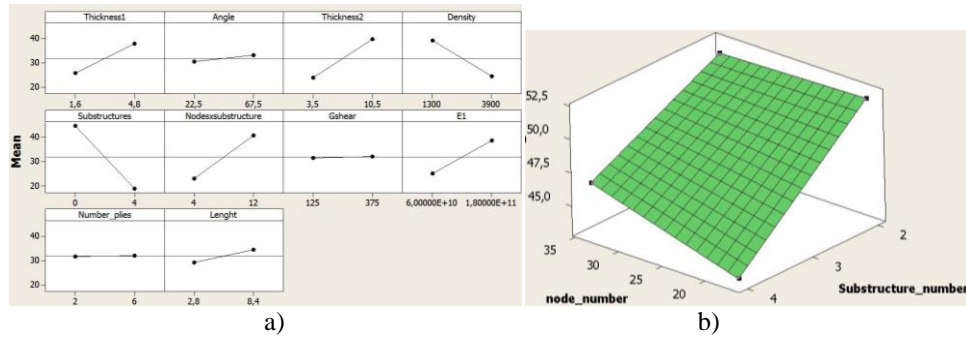 Thickness1 Angle Thickness2 Density
40
30
20
1,6 4,8 22,5 67,5 3,5 10,5 1300 3900
Substructures Nodesxsubstructure Gshear E1
40
30
20
0 4 4 12 125 375 6,00000E+10 1,80000E+11
Number_plies Lenght
40
30
20
2 6 2,8 8,4
Mean
52,5
50,0
47,5
45,0
35
30
25
20
node_number
2
3
4
Substructure_number
a) b)